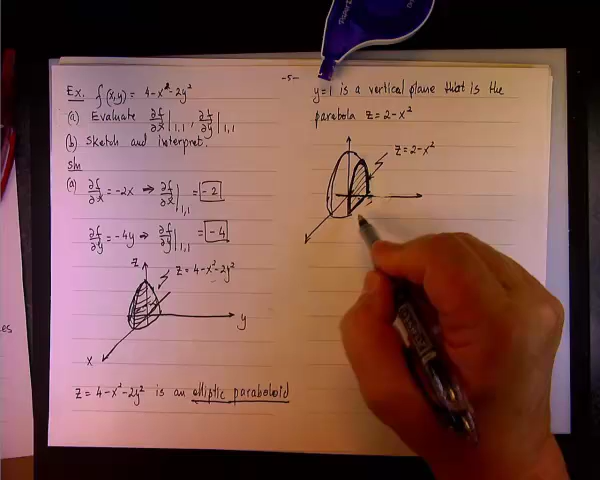 -5-
Ex. f(x,y) = 4-x²-2y²
(a) Evaluate ∂f/∂x|1,1 , ∂f/∂y|1,1
(b) Sketch and interpret.
Sln
(a) ∂f/∂x = -2x ⇒ ∂f/∂x|1,1 = -2
∂f/∂y = -4y ⇒ ∂f/∂y|1,1 = -4
z
z = 4-x²-2y²
y
x
z = 4-x²-2y² is an elliptic paraboloid
y=1 is a vertical plane that is the
parabola z = 2-x²
z = 2-x²
es